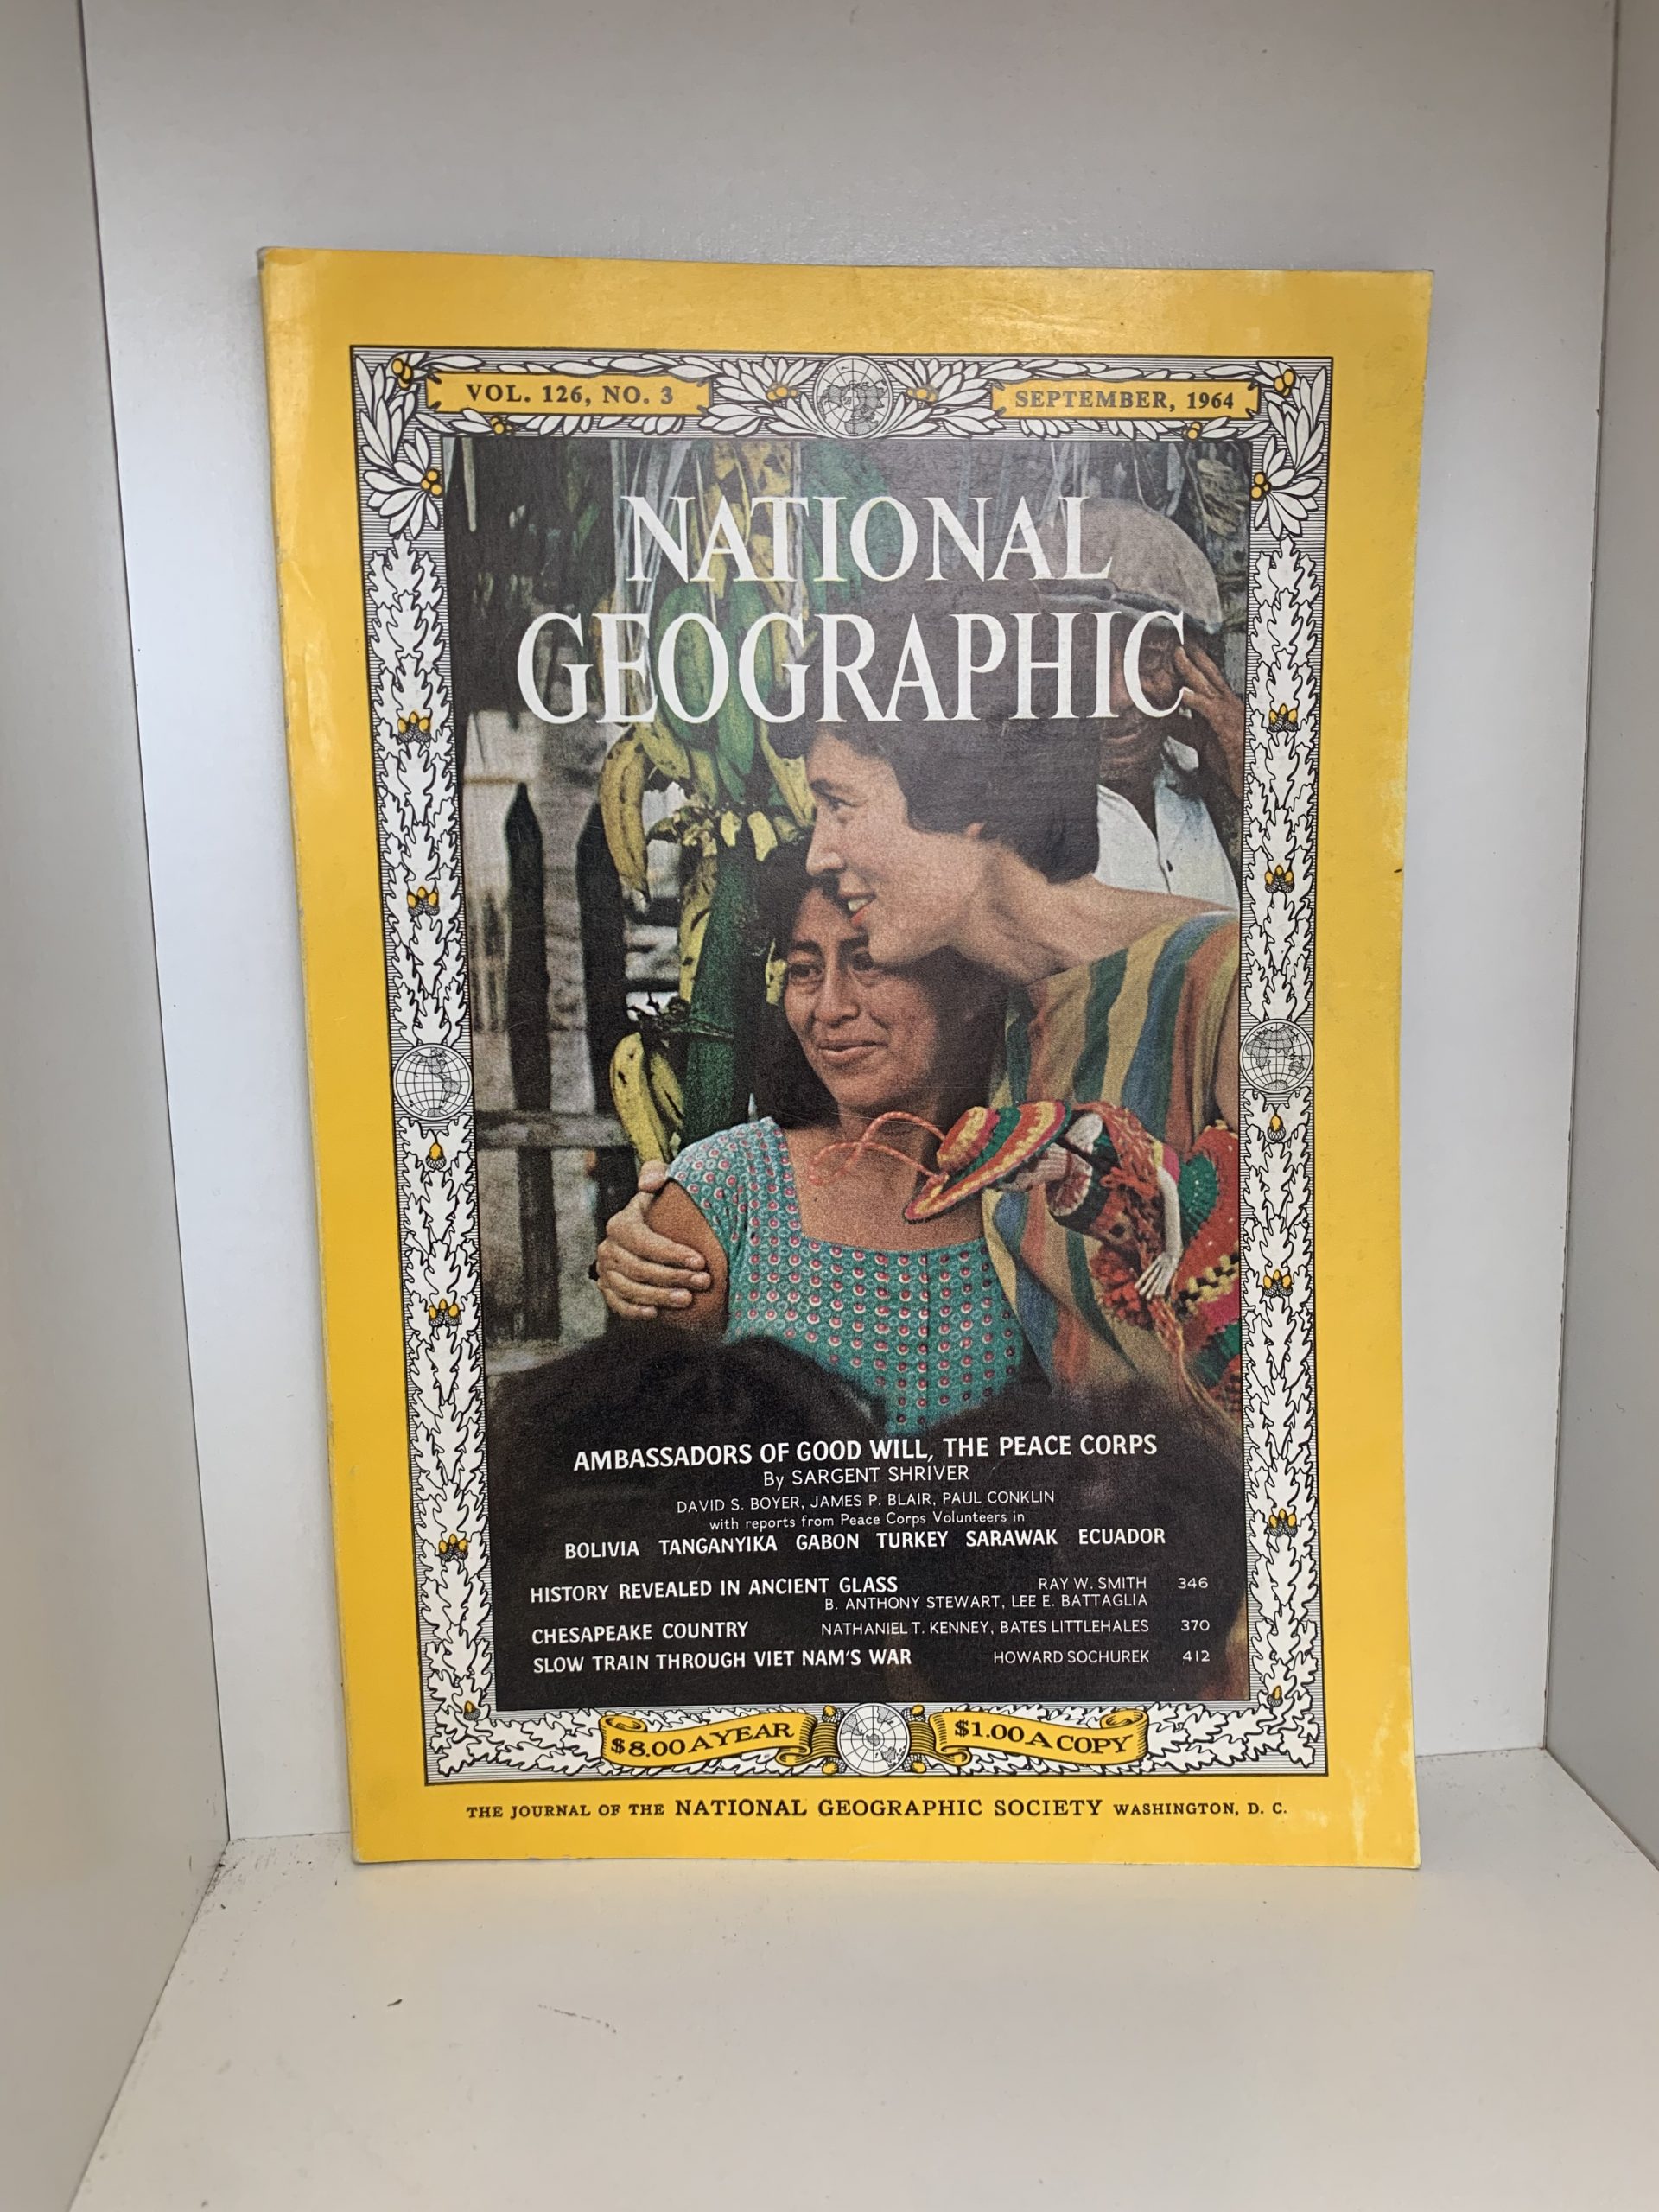 VOL. 126, NO. 3
SEPTEMBER, 1964
NATIONAL
GEOGRAPHIC
AMBASSADORS OF GOOD WILL, THE PEACE CORPS
By SARGENT SHRIVER
DAVID S. BOYER, JAMES P. BLAIR, PAUL CONKLIN
with reports from Peace Corps Volunteers in
BOLIVIA TANGANYIKA GABON TURKEY SARAWAK ECUADOR
HISTORY REVEALED IN ANCIENT GLASS RAY W. SMITH 346
B. ANTHONY STEWART, LEE E. BATTAGLIA
CHESAPEAKE COUNTRY NATHANIEL T. KENNEY, BATES LITTLEHALES 370
SLOW TRAIN THROUGH VIET NAM'S WAR HOWARD SOCHUREK 412
$8.00 A YEAR
$1.00 A COPY
THE JOURNAL OF THE NATIONAL GEOGRAPHIC SOCIETY WASHINGTON, D. C.